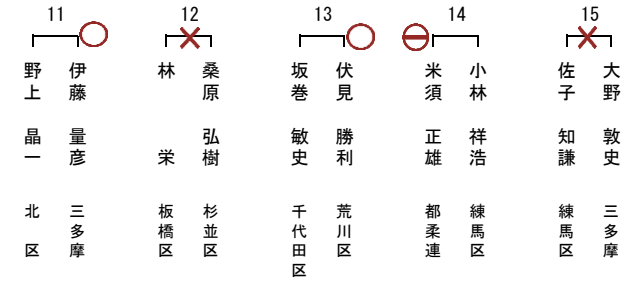 11
伊藤 量彦 三多摩
野上 晶一 北区
12
桑原 弘樹 杉並区
林 栄 板橋区
13
伏見 勝利 荒川区
坂巻 敏史 千代田区
14
小林 祥浩 練馬区
米須 正雄 都柔連
15
大野 敦史 三多摩
佐子 知謙 練馬区